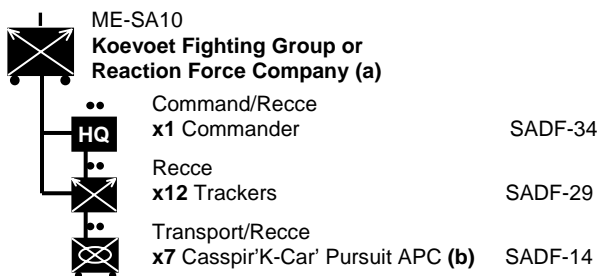 ME-SA10
Koevoet Fighting Group or
Reaction Force Company (a)
Command/Recce
HQ
x1 Commander SADF-34
Recce
x12 Trackers SADF-29
Transport/Recce
x7 Casspir'K-Car' Pursuit APC (b) SADF-14